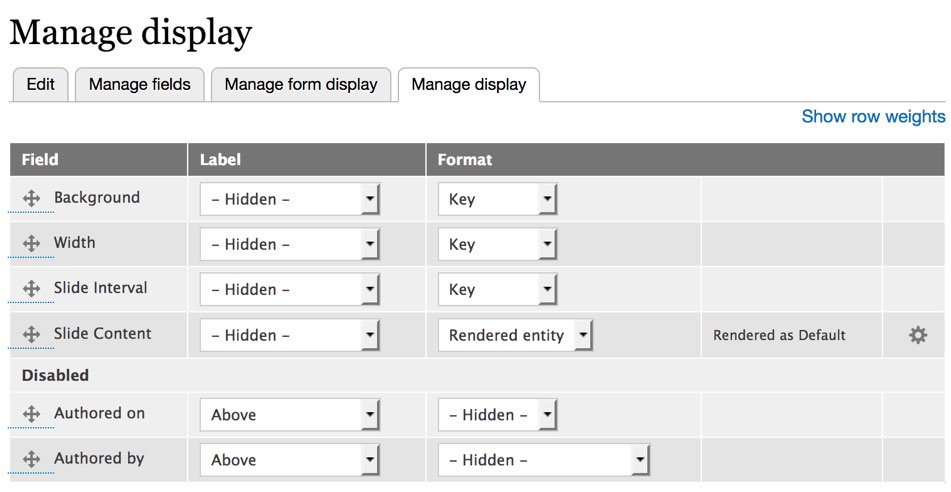 Manage display
Edit Manage fields Manage form display Manage display
Show row weights
Field Label Format
Background – Hidden – Key
Width – Hidden – Key
Slide Interval – Hidden – Key
Slide Content – Hidden – Rendered entity Rendered as Default
Disabled
Authored on Above – Hidden –
Authored by Above – Hidden –